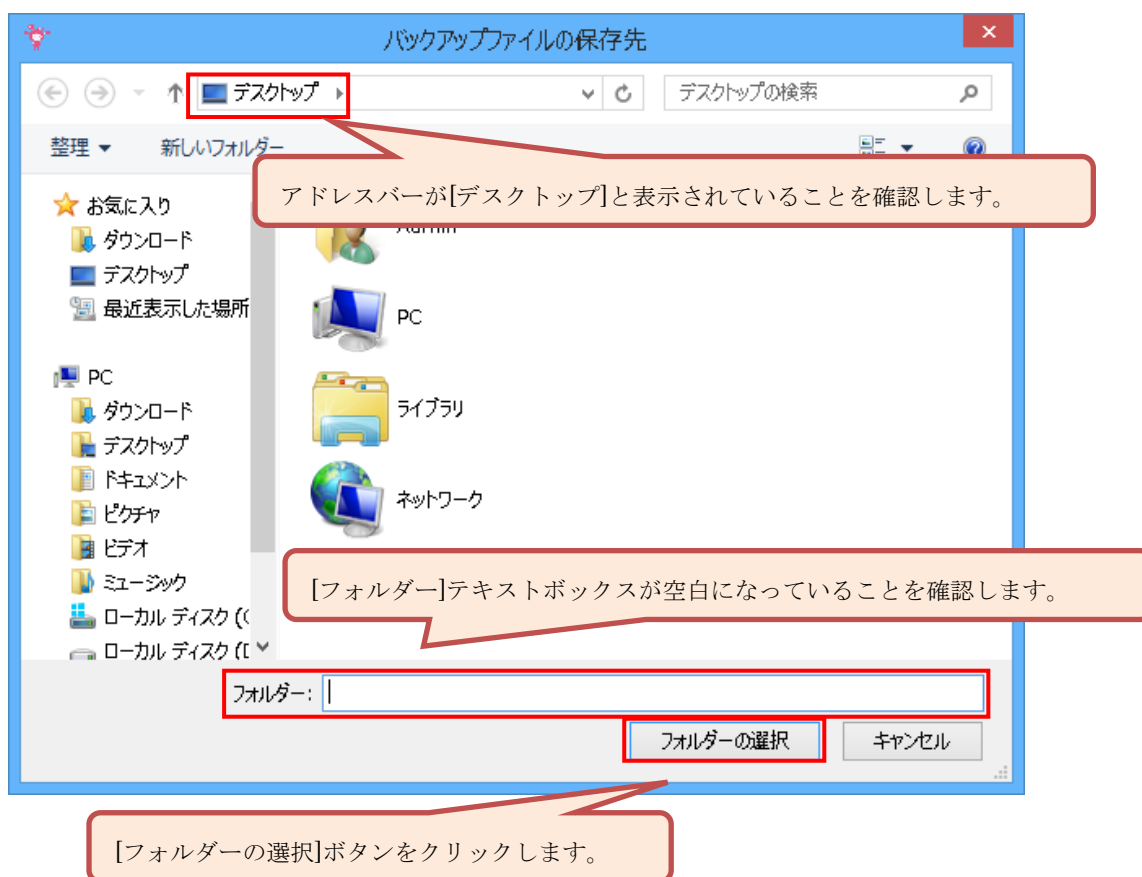 バックアップファイルの保存先
デスクトップ
デスクトップの検索
整理
新しいフォルダー
アドレスバーが[デスクトップ]と表示されていることを確認します。
お気に入り
ダウンロード
デスクトップ
最近表示した場所
PC
ダウンロード
デスクトップ
ドキュメント
ピクチャ
ビデオ
ミュージック
ローカル ディスク (C
ローカル ディスク (D
Admin
PC
ライブラリ
ネットワーク
[フォルダー]テキストボックスが空白になっていることを確認します。
フォルダー:
フォルダーの選択
キャンセル
[フォルダーの選択]ボタンをクリックします。